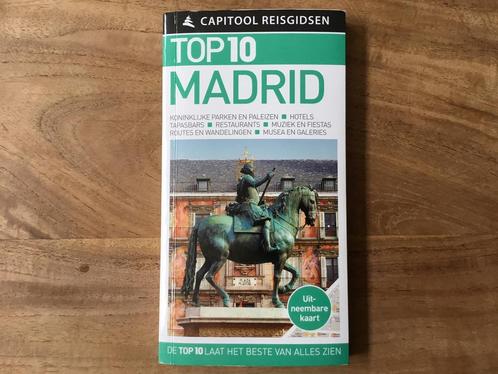 CAPITOOL REISGIDSEN
TOP 10
MADRID
KONINKLIJKE PARKEN EN PALEIZEN ■ HOTELS
TAPASBARS ■ RESTAURANTS ■ MUZIEK EN FIESTAS
ROUTES EN WANDELINGEN ■ MUSEA EN GALERIES
Uit-
neembare
kaart
DE TOP 10 LAAT HET BESTE VAN ALLES ZIEN